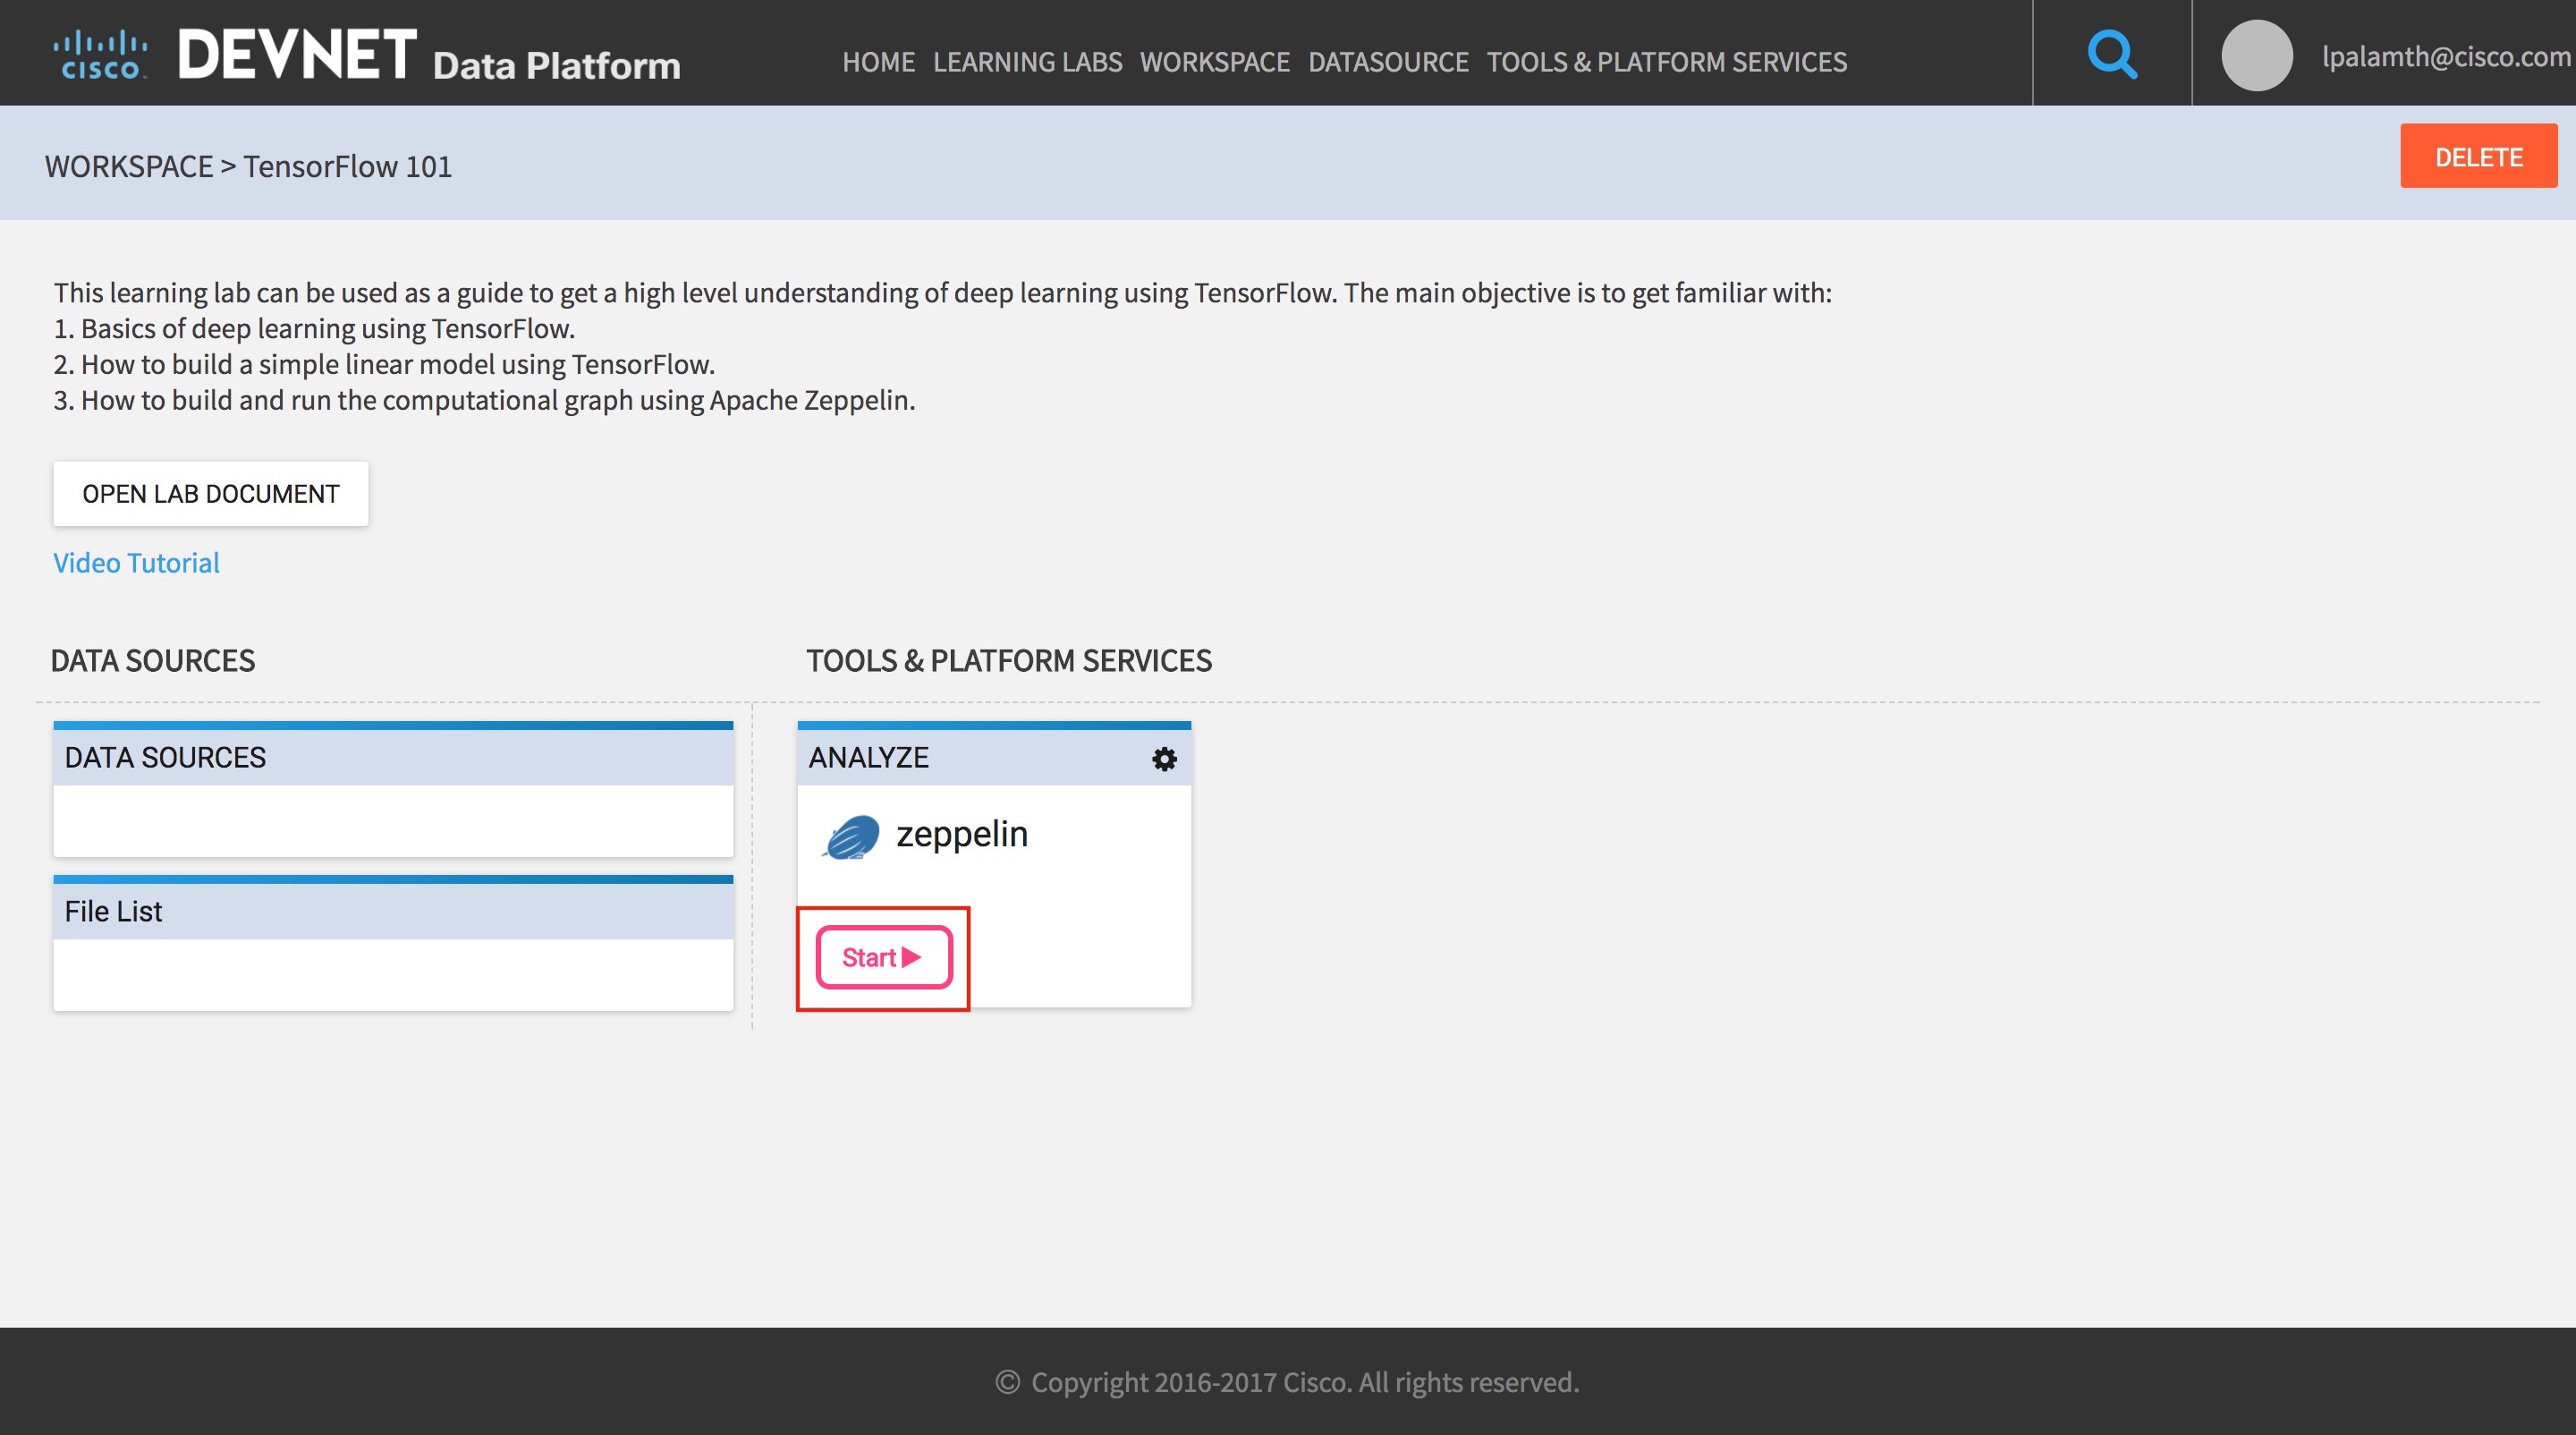 CISCO DEVNET Data Platform
HOME LEARNING LABS WORKSPACE DATASOURCE TOOLS & PLATFORM SERVICES
lpalamth@cisco.com
WORKSPACE > TensorFlow 101
DELETE
This learning lab can be used as a guide to get a high level understanding of deep learning using TensorFlow. The main objective is to get familiar with:
1. Basics of deep learning using TensorFlow.
2. How to build a simple linear model using TensorFlow.
3. How to build and run the computational graph using Apache Zeppelin.
OPEN LAB DOCUMENT
Video Tutorial
DATA SOURCES
TOOLS & PLATFORM SERVICES
DATA SOURCES
File List
ANALYZE
zeppelin
Start
© Copyright 2016-2017 Cisco. All rights reserved.